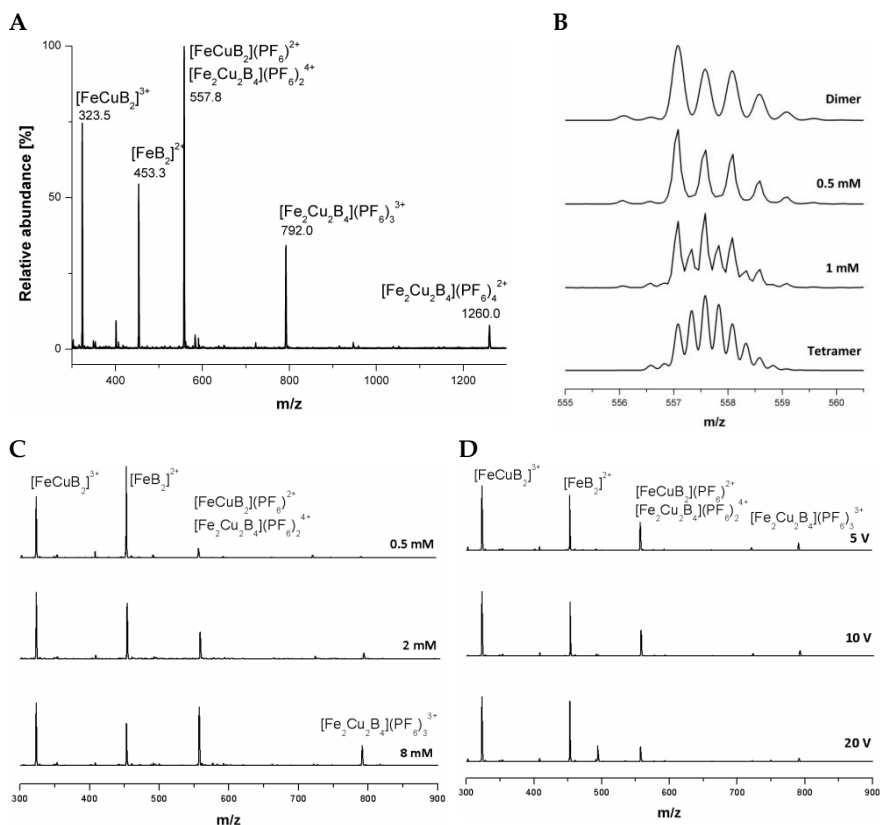 A
Relative abundance [%]
100
50
0
400
600
800
1000
1200
m/z
[FeCuB₂]³⁺
323.5
[FeB₂]²⁺
453.3
[FeCuB₂](PF₆)²⁺
[Fe₂Cu₂B₄](PF₆)₂⁴⁺
557.8
[Fe₂Cu₂B₄](PF₆)₃³⁺
792.0
[Fe₂Cu₂B₄](PF₆)₄²⁺
1260.0
B
Dimer
0.5 mM
1 mM
Tetramer
555
556
557
558
559
560
m/z
C
[FeCuB₂]³⁺
[FeB₂]²⁺
[FeCuB₂](PF₆)²⁺
[Fe₂Cu₂B₄](PF₆)₂⁴⁺
0.5 mM
2 mM
[Fe₂Cu₂B₄](PF₆)₃³⁺
8 mM
300
400
500
600
700
800
900
m/z
D
[FeCuB₂]³⁺
[FeB₂]²⁺
[FeCuB₂](PF₆)²⁺
[Fe₂Cu₂B₄](PF₆)₂⁴⁺
[Fe₂Cu₂B₄](PF₆)₃³⁺
5 V
10 V
20 V
300
400
500
600
700
800
900
m/z